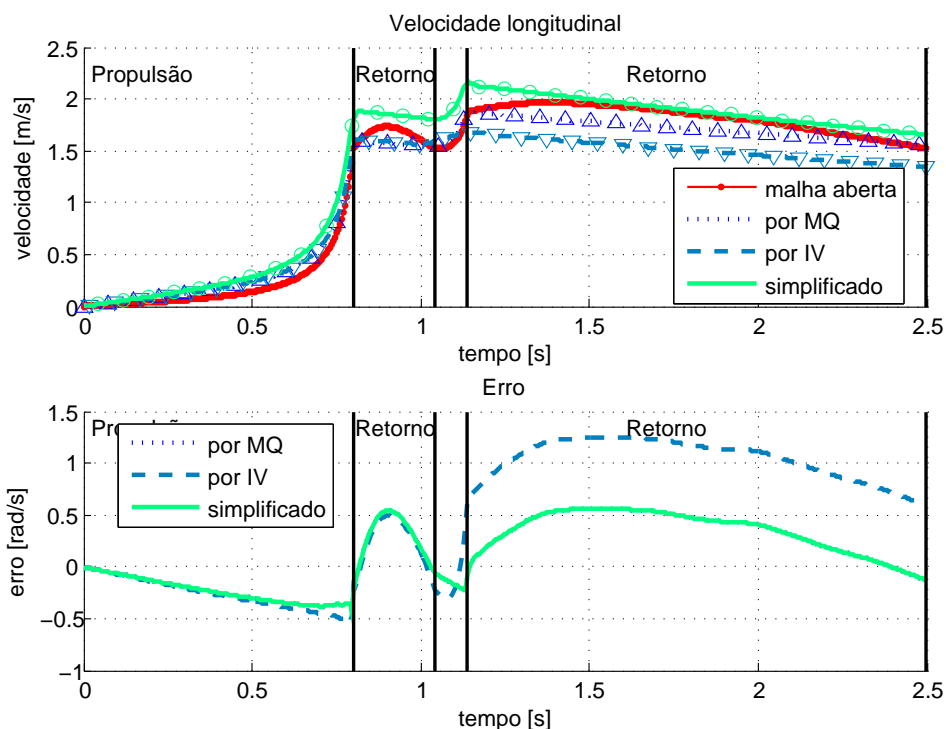 Velocidade longitudinal
2.5
2
1.5
1
0.5
0
velocidade [m/s]
Propulsão
Retorno
Retorno
malha aberta
por MQ
por IV
simplificado
0
0.5
1
1.5
2
2.5
tempo [s]
Erro
1.5
1
0.5
0
−0.5
−1
erro [rad/s]
Propulsão
Retorno
Retorno
por MQ
por IV
simplificado
0
0.5
1
1.5
2
2.5
tempo [s]